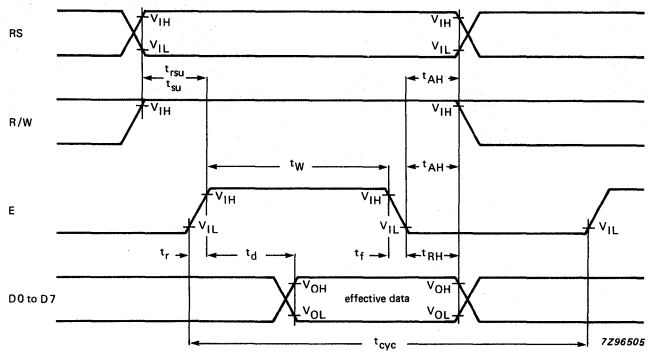 RS
VIH
VIL
VIH
VIL
trsu
tsu
tAH
R/W
VIH
VIH
tW
tAH
E
VIH
VIL
VIH
VIL
VIL
tr
td
tf
tRH
D0 to D7
VOH
VOL
effective data
VOH
VOL
tcyc
7Z96505